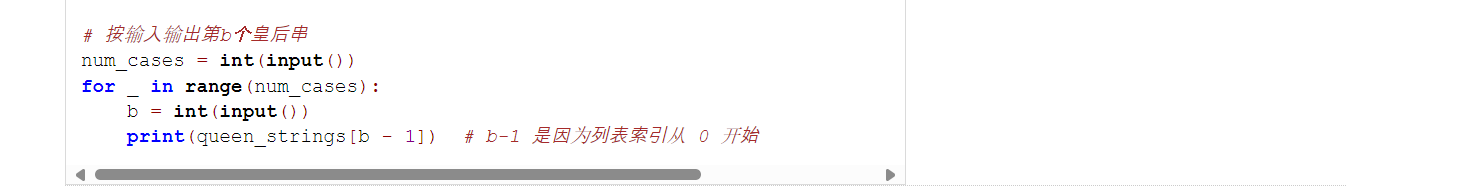 # 按输入输出第b个皇后串
num_cases = int(input())
for _ in range(num_cases):
    b = int(input())
    print(queen_strings[b - 1])  # b-1 是因为列表索引从 0 开始